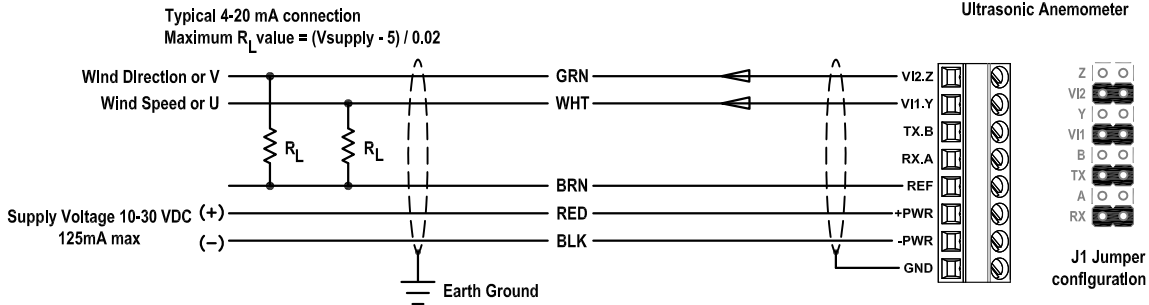 Typical 4-20 mA connection
Maximum RL value = (Vsupply - 5) / 0.02
Ultrasonic Anemometer
Wind Direction or V
GRN
VI2.Z
Wind Speed or U
WHT
VI1.Y
TX.B
RL
RL
RX.A
BRN
REF
Supply Voltage 10-30 VDC (+)
RED
+PWR
125mA max (–)
BLK
-PWR
GND
Earth Ground
Z
VI2
Y
VI1
B
TX
A
RX
J1 Jumper
configuration